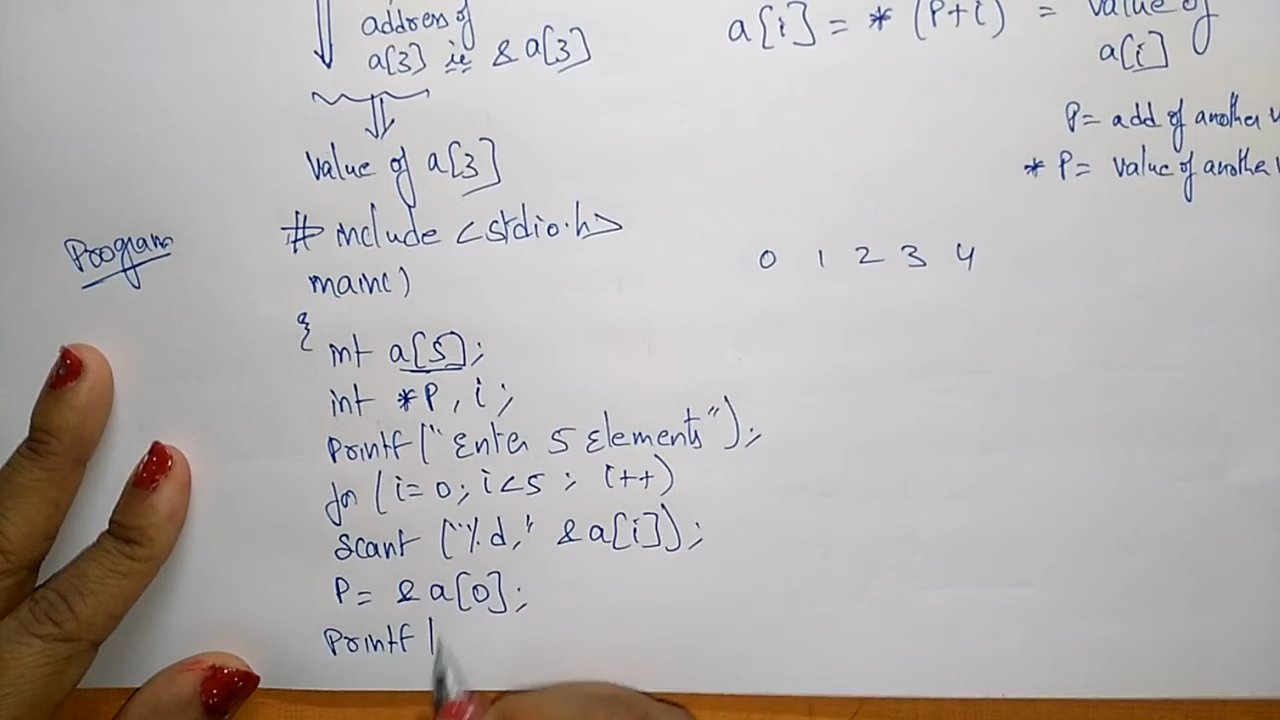 address of
a[3] ie & a[3]
value of a[3]
a[i] = * (P+i) = value of
a[i]
P= add of another
* P= value of another
Program
# include <stdio.h>
main()
0 1 2 3 4
{
int a[5];
int *P, i;
Printf ("Enter 5 Elements");
for (i=0; i<5; i++)
Scanf ("%d," &a[i]);
P= &a[0];
Printf (